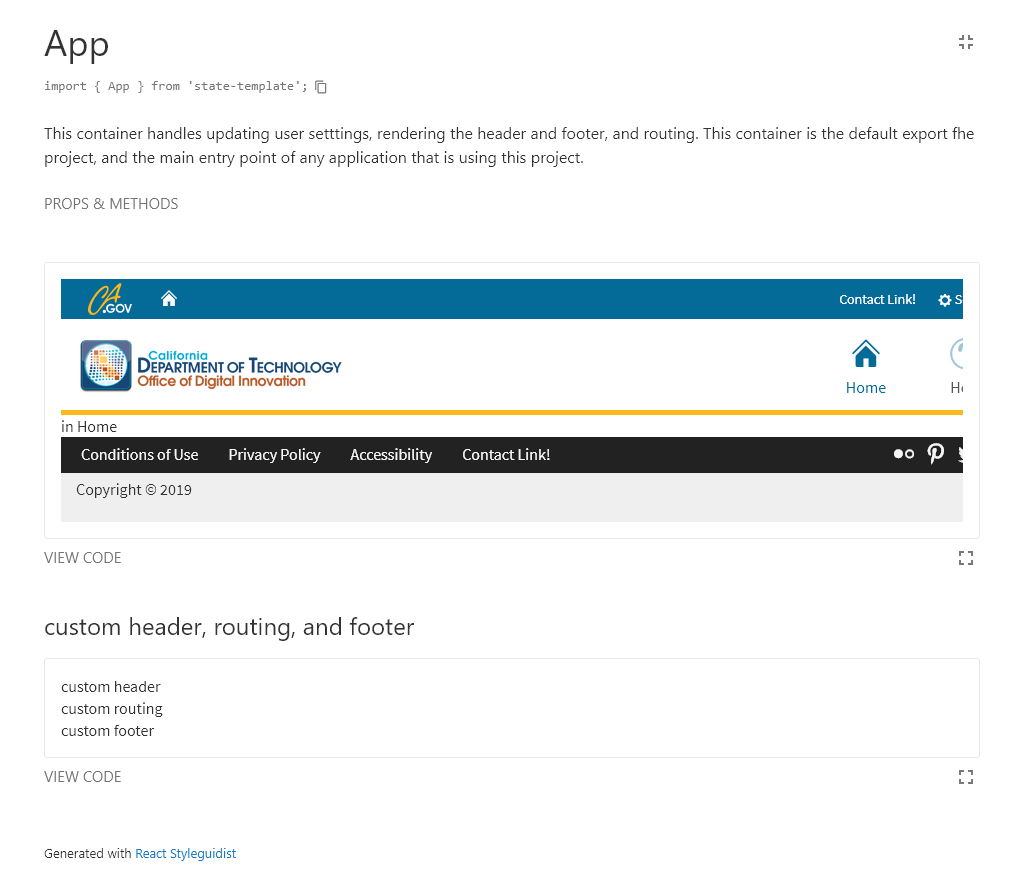 App
import { App } from 'state-template';
This container handles updating user setttings, rendering the header and footer, and routing. This container is the default export fhe
project, and the main entry point of any application that is using this project.
PROPS & METHODS
CA.GOV
Contact Link!
California
DEPARTMENT OF TECHNOLOGY
Office of Digital Innovation
Home
in Home
Conditions of Use Privacy Policy Accessibility Contact Link!
Copyright © 2019
VIEW CODE
custom header, routing, and footer
custom header
custom routing
custom footer
VIEW CODE
Generated with React Styleguidist